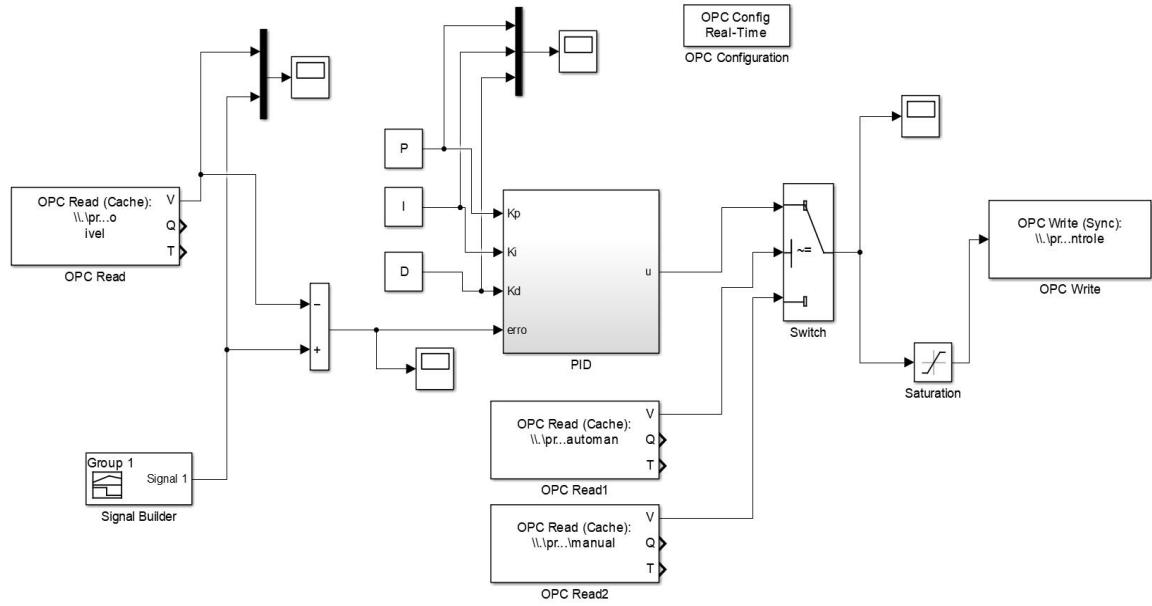 OPC Config
Real-Time
OPC Configuration
P
I
D
OPC Read (Cache):
\\.\pr...o
ivel
V
Q
T
OPC Read
Kp
Ki
Kd
erro
u
PID
−
+
~=
Switch
OPC Write (Sync):
\\.\pr...ntrole
OPC Write
Saturation
Group 1
Signal 1
Signal Builder
OPC Read (Cache):
\\.\pr...automan
V
Q
T
OPC Read1
OPC Read (Cache):
\\.\pr...\manual
V
Q
T
OPC Read2